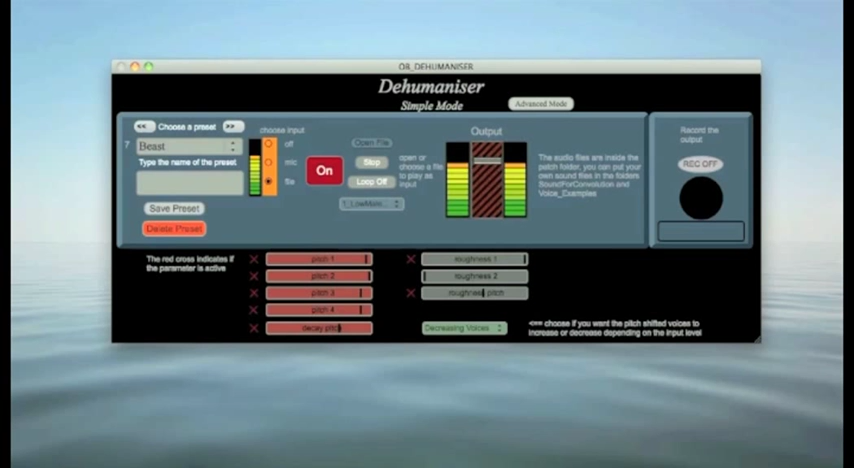 OB_DEHUMANISER
Dehumaniser
Simple Mode
Advanced Mode
<< Choose a preset >>
7
Beast
Type the name of the preset
Save Preset
Delete Preset
choose input
off
mic
file
On
Open File
Stop
Loop Off
open or
choose a file
to play as
input
Output
The audio files are inside the
patch folder, you can put your
own sound files in the folders
SoundForConvolution and
Voice_Examples
Record the
output
REC OFF
The red cross indicates if
the parameter is active
pitch 1
pitch 2
pitch 3
pitch 4
decay pitch
roughness 1
roughness 2
roughness pitch
Decreasing Voices
<== choose if you want the pitch shifted voices to
increase or decrease depending on the input level